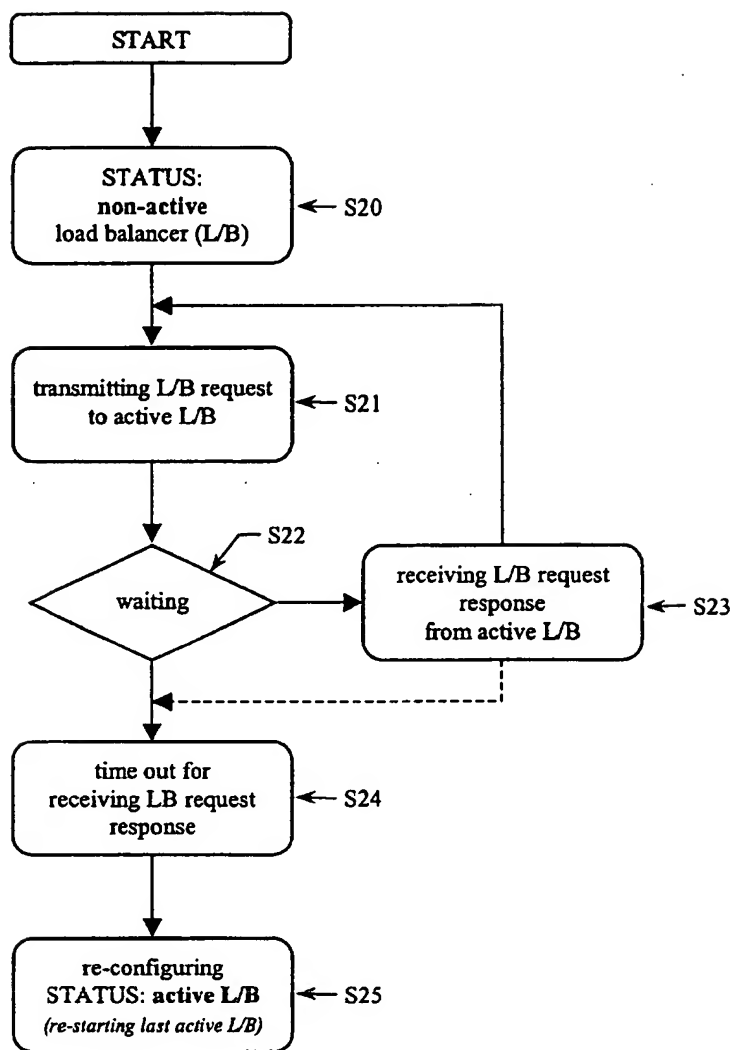 START
STATUS:
non-active
load balancer (L/B)
S20
transmitting L/B request
to active L/B
S21
S22
waiting
receiving L/B request
response
from active L/B
S23
time out for
receiving LB request
response
S24
re-configuring
STATUS: active L/B
(re-starting last active L/B)
S25